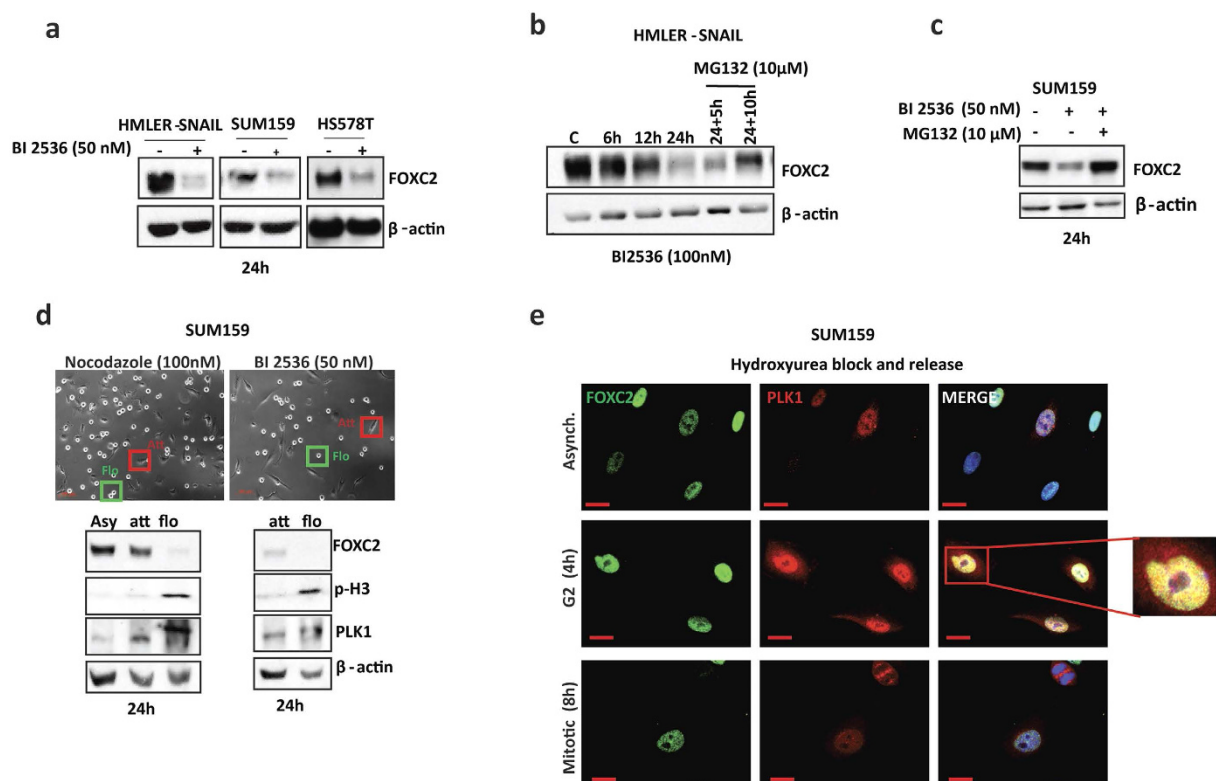 a
HMLER-SNAIL SUM159 HS578T
BI 2536 (50 nM) - + - + - +
FOXC2
β-actin
24h
b
HMLER-SNAIL
MG132 (10μM)
C 6h 12h 24h 24+5h 24+10h
FOXC2
β-actin
BI2536 (100nM)
c
SUM159
BI 2536 (50 nM) - + +
MG132 (10 μM) - - +
FOXC2
β-actin
24h
d
SUM159
Nocodazole (100nM) BI 2536 (50 nM)
Att
Flo
Att
Flo
Asy att flo att flo
FOXC2
p-H3
PLK1
β-actin
24h 24h
e
SUM159
Hydroxyurea block and release
FOXC2 PLK1 MERGE
Asynch.
G2 (4h)
Mitotic (8h)